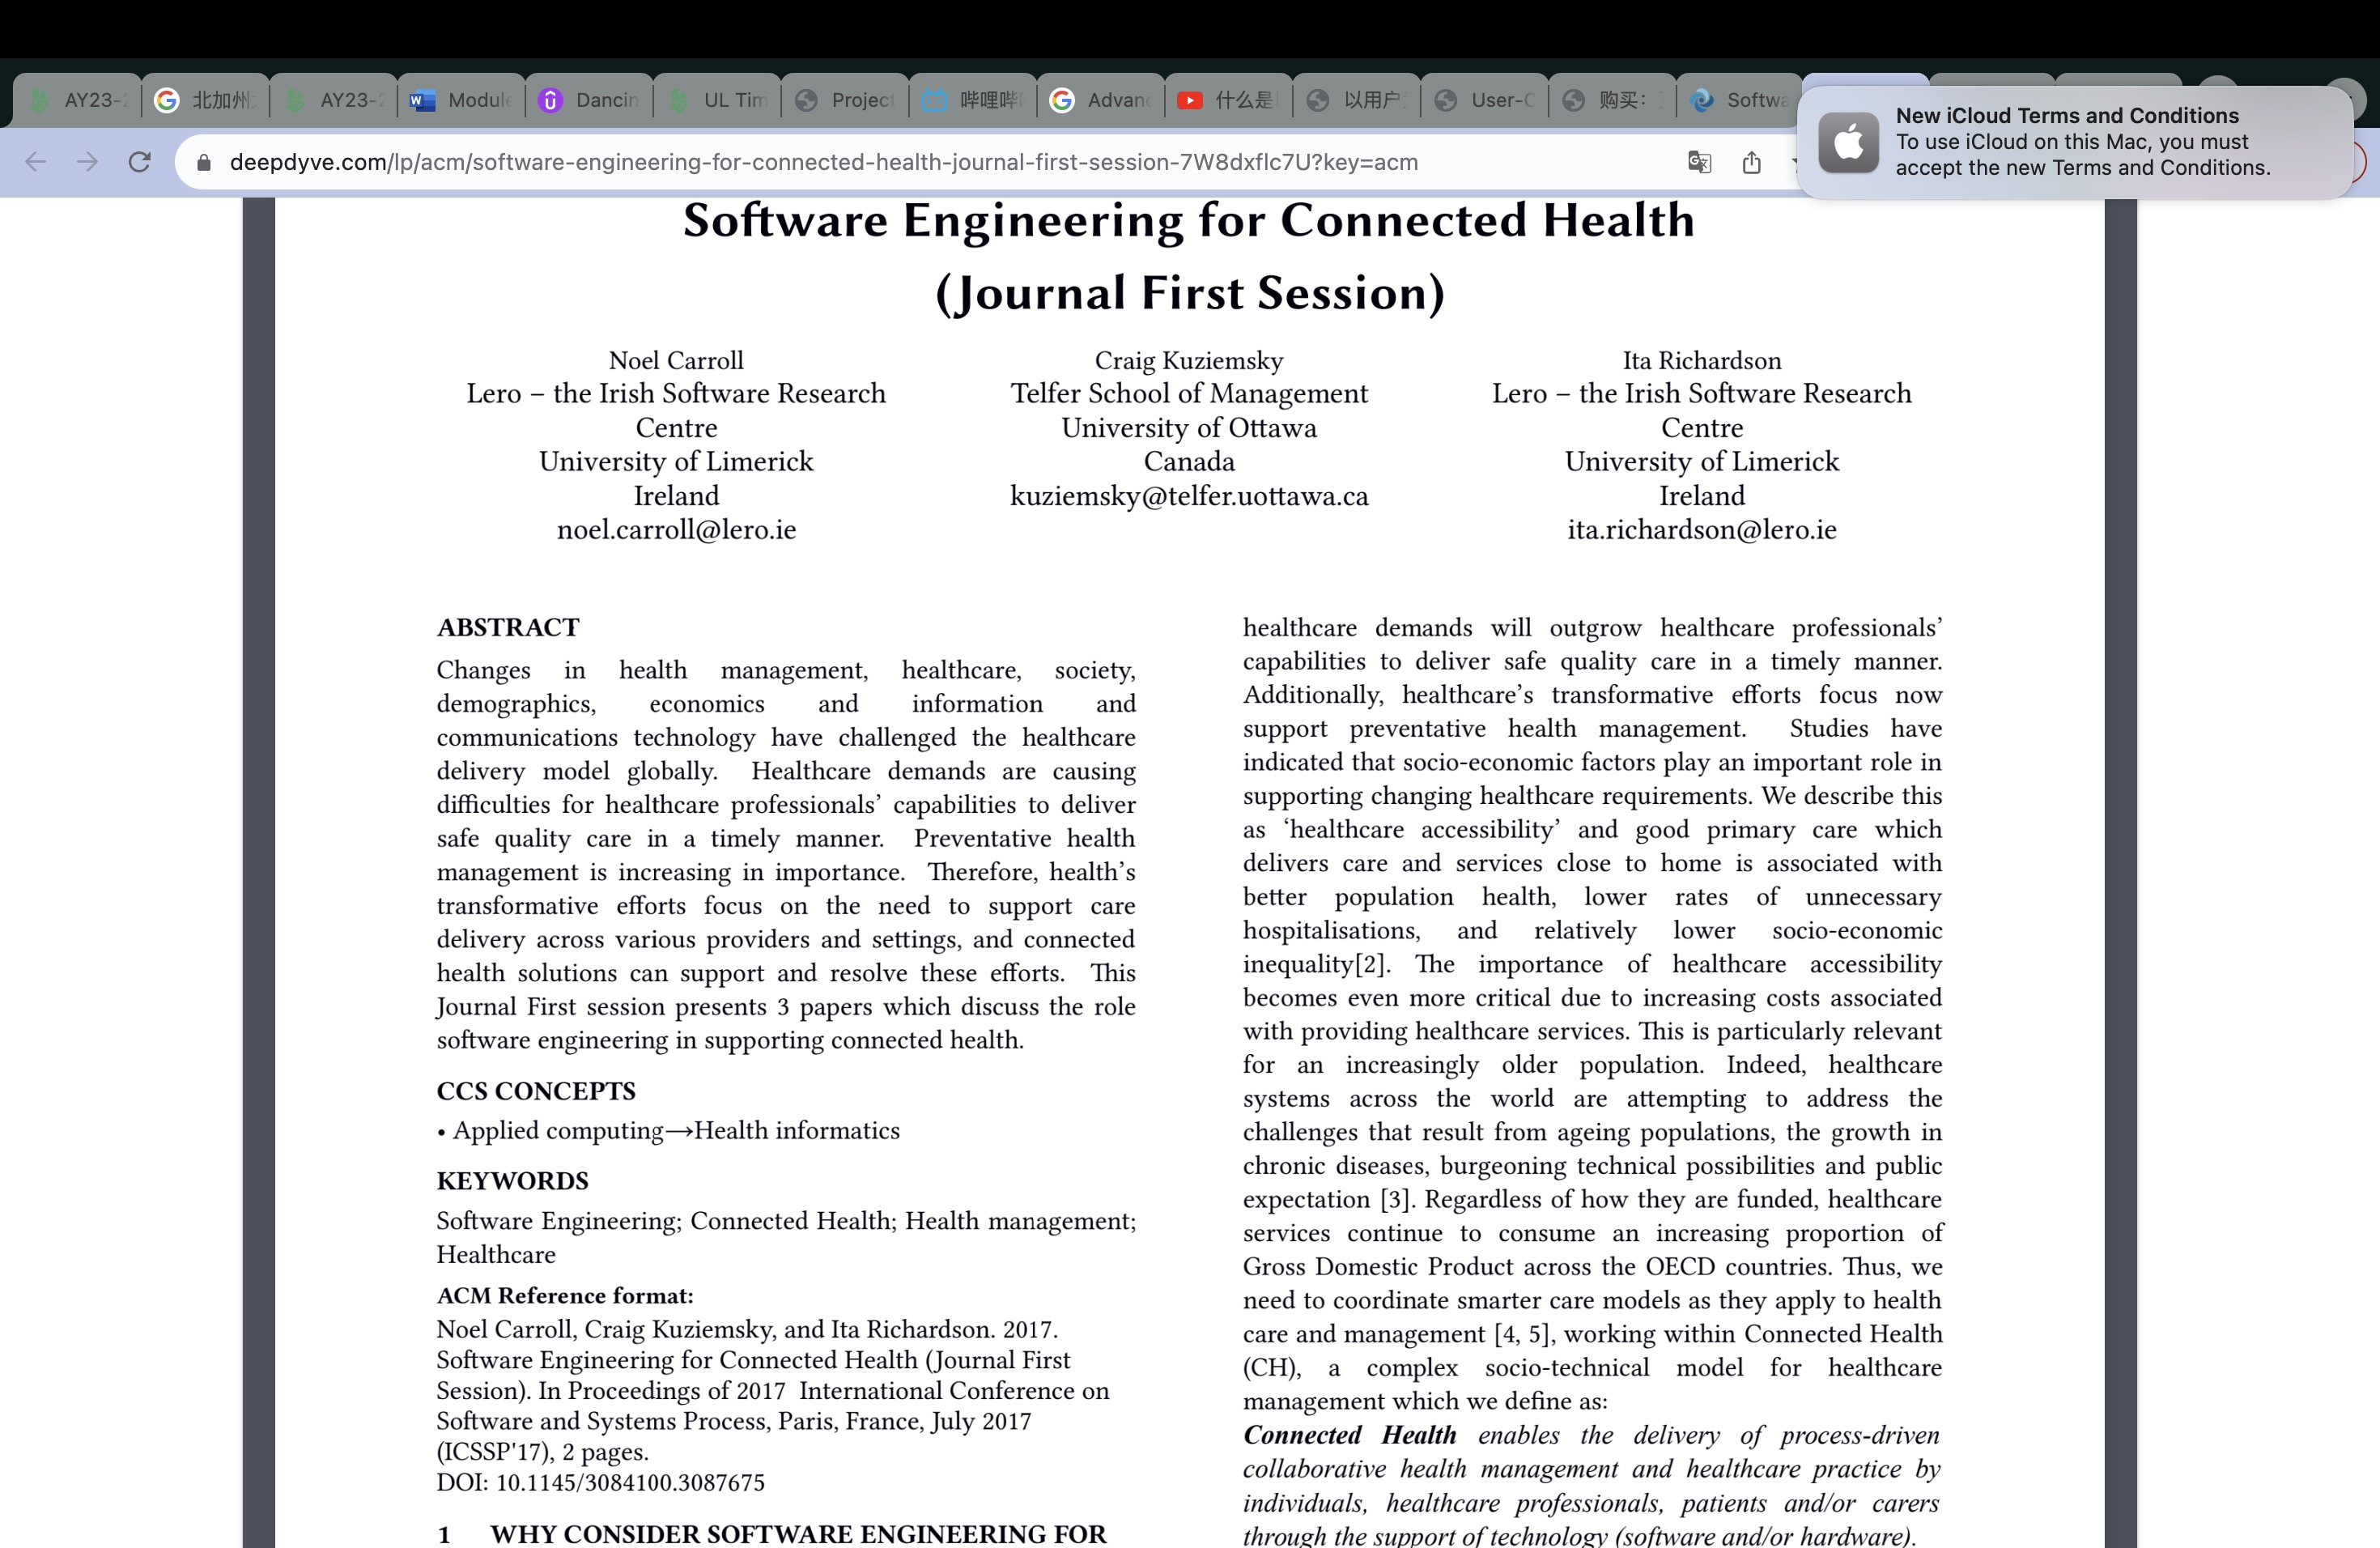 AY23-
北加州
AY23-
Module
Dancin
UL Tim
Project
哔哩哔
Advanc
什么是
以用户
User-C
购买：
Softwa
New iCloud Terms and Conditions
To use iCloud on this Mac, you must
accept the new Terms and Conditions.
deepdyve.com/lp/acm/software-engineering-for-connected-health-journal-first-session-7W8dxflc7U?key=acm
Software Engineering for Connected Health
(Journal First Session)
Noel Carroll
Lero – the Irish Software Research
Centre
University of Limerick
Ireland
noel.carroll@lero.ie
Craig Kuziemsky
Telfer School of Management
University of Ottawa
Canada
kuziemsky@telfer.uottawa.ca
Ita Richardson
Lero – the Irish Software Research
Centre
University of Limerick
Ireland
ita.richardson@lero.ie
ABSTRACT
Changes in health management, healthcare, society,
demographics, economics and information and
communications technology have challenged the healthcare
delivery model globally. Healthcare demands are causing
difficulties for healthcare professionals’ capabilities to deliver
safe quality care in a timely manner. Preventative health
management is increasing in importance. Therefore, health’s
transformative efforts focus on the need to support care
delivery across various providers and settings, and connected
health solutions can support and resolve these efforts. This
Journal First session presents 3 papers which discuss the role
software engineering in supporting connected health.
CCS CONCEPTS
• Applied computing→Health informatics
KEYWORDS
Software Engineering; Connected Health; Health management;
Healthcare
ACM Reference format:
Noel Carroll, Craig Kuziemsky, and Ita Richardson. 2017.
Software Engineering for Connected Health (Journal First
Session). In Proceedings of 2017 International Conference on
Software and Systems Process, Paris, France, July 2017
(ICSSP'17), 2 pages.
DOI: 10.1145/3084100.3087675
1 WHY CONSIDER SOFTWARE ENGINEERING FOR
healthcare demands will outgrow healthcare professionals’
capabilities to deliver safe quality care in a timely manner.
Additionally, healthcare’s transformative efforts focus now
support preventative health management. Studies have
indicated that socio-economic factors play an important role in
supporting changing healthcare requirements. We describe this
as ‘healthcare accessibility’ and good primary care which
delivers care and services close to home is associated with
better population health, lower rates of unnecessary
hospitalisations, and relatively lower socio-economic
inequality[2]. The importance of healthcare accessibility
becomes even more critical due to increasing costs associated
with providing healthcare services. This is particularly relevant
for an increasingly older population. Indeed, healthcare
systems across the world are attempting to address the
challenges that result from ageing populations, the growth in
chronic diseases, burgeoning technical possibilities and public
expectation [3]. Regardless of how they are funded, healthcare
services continue to consume an increasing proportion of
Gross Domestic Product across the OECD countries. Thus, we
need to coordinate smarter care models as they apply to health
care and management [4, 5], working within Connected Health
(CH), a complex socio-technical model for healthcare
management which we define as:
Connected Health enables the delivery of process-driven
collaborative health management and healthcare practice by
individuals, healthcare professionals, patients and/or carers
through the support of technology (software and/or hardware).